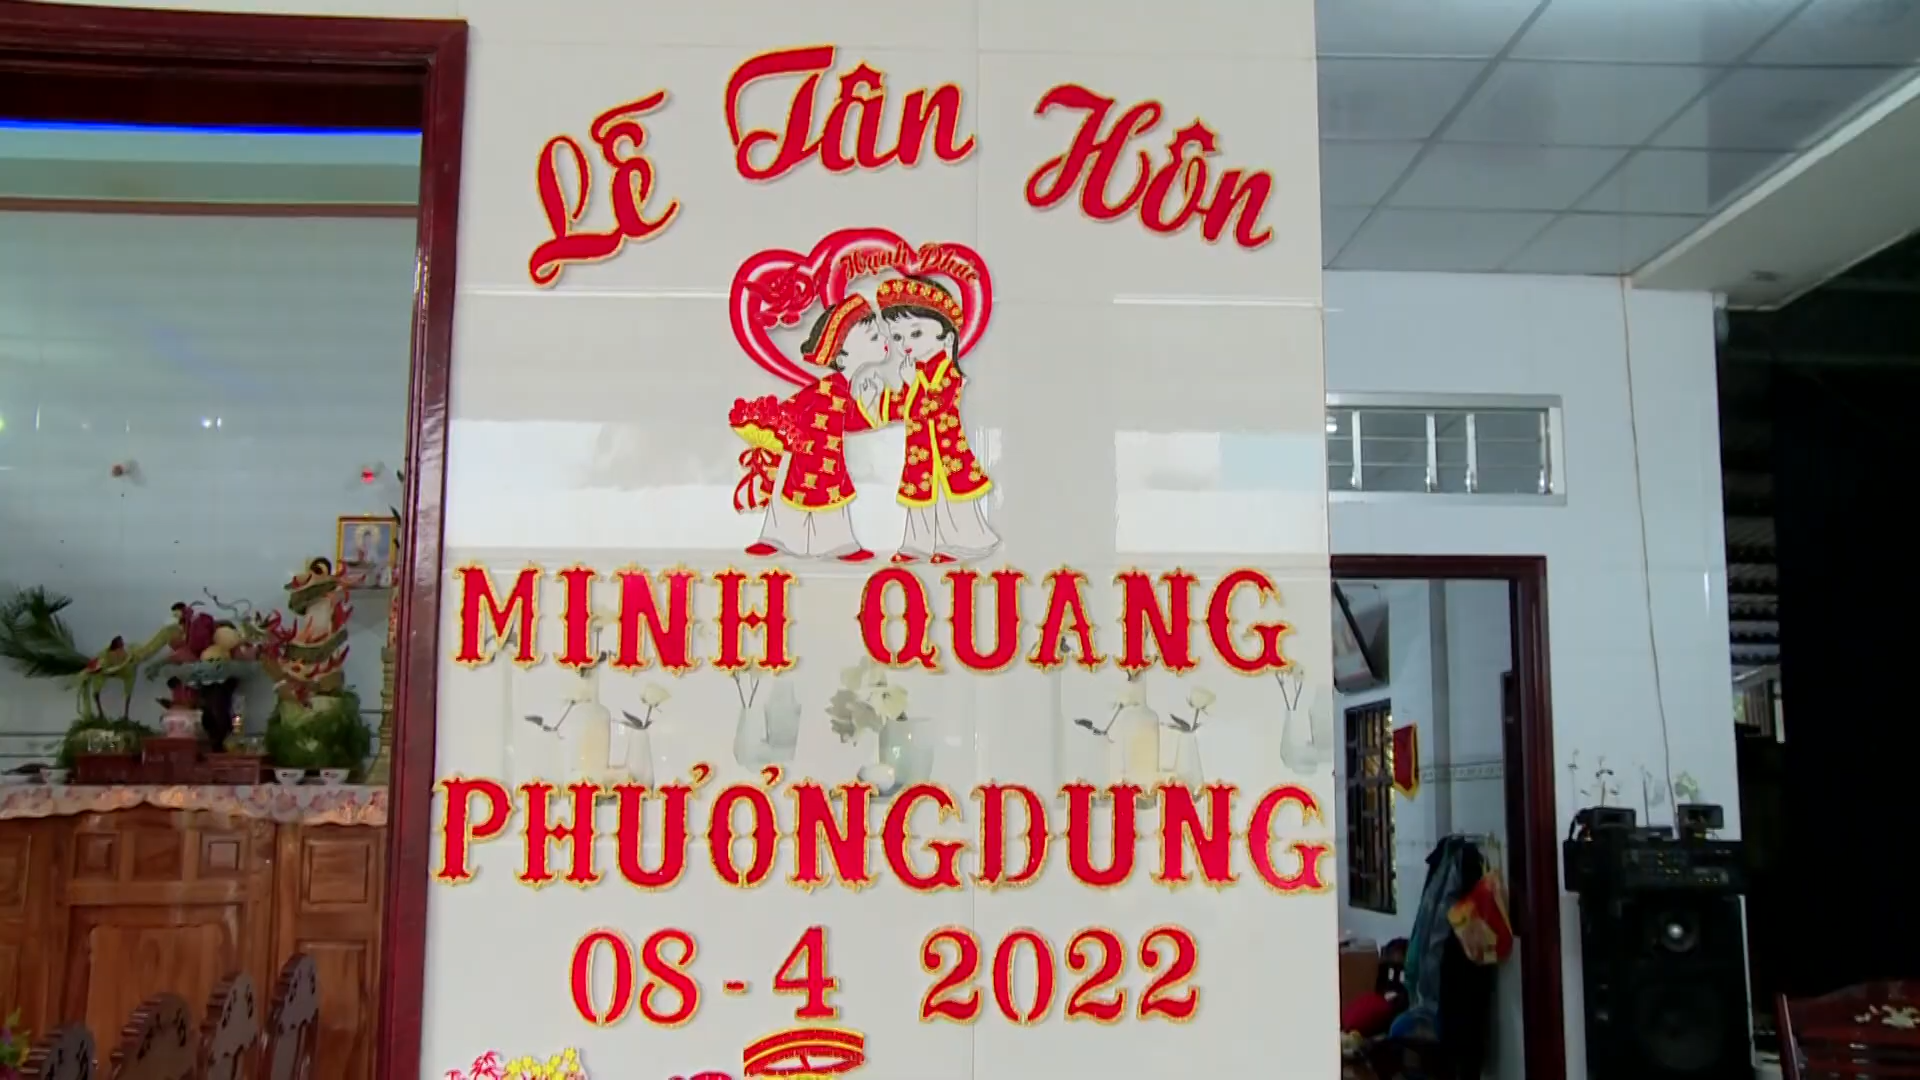 Lễ Tân Hôn
Hạnh Phúc
MINH QUANG
PHƯỞNGDUNG
08-4 2022